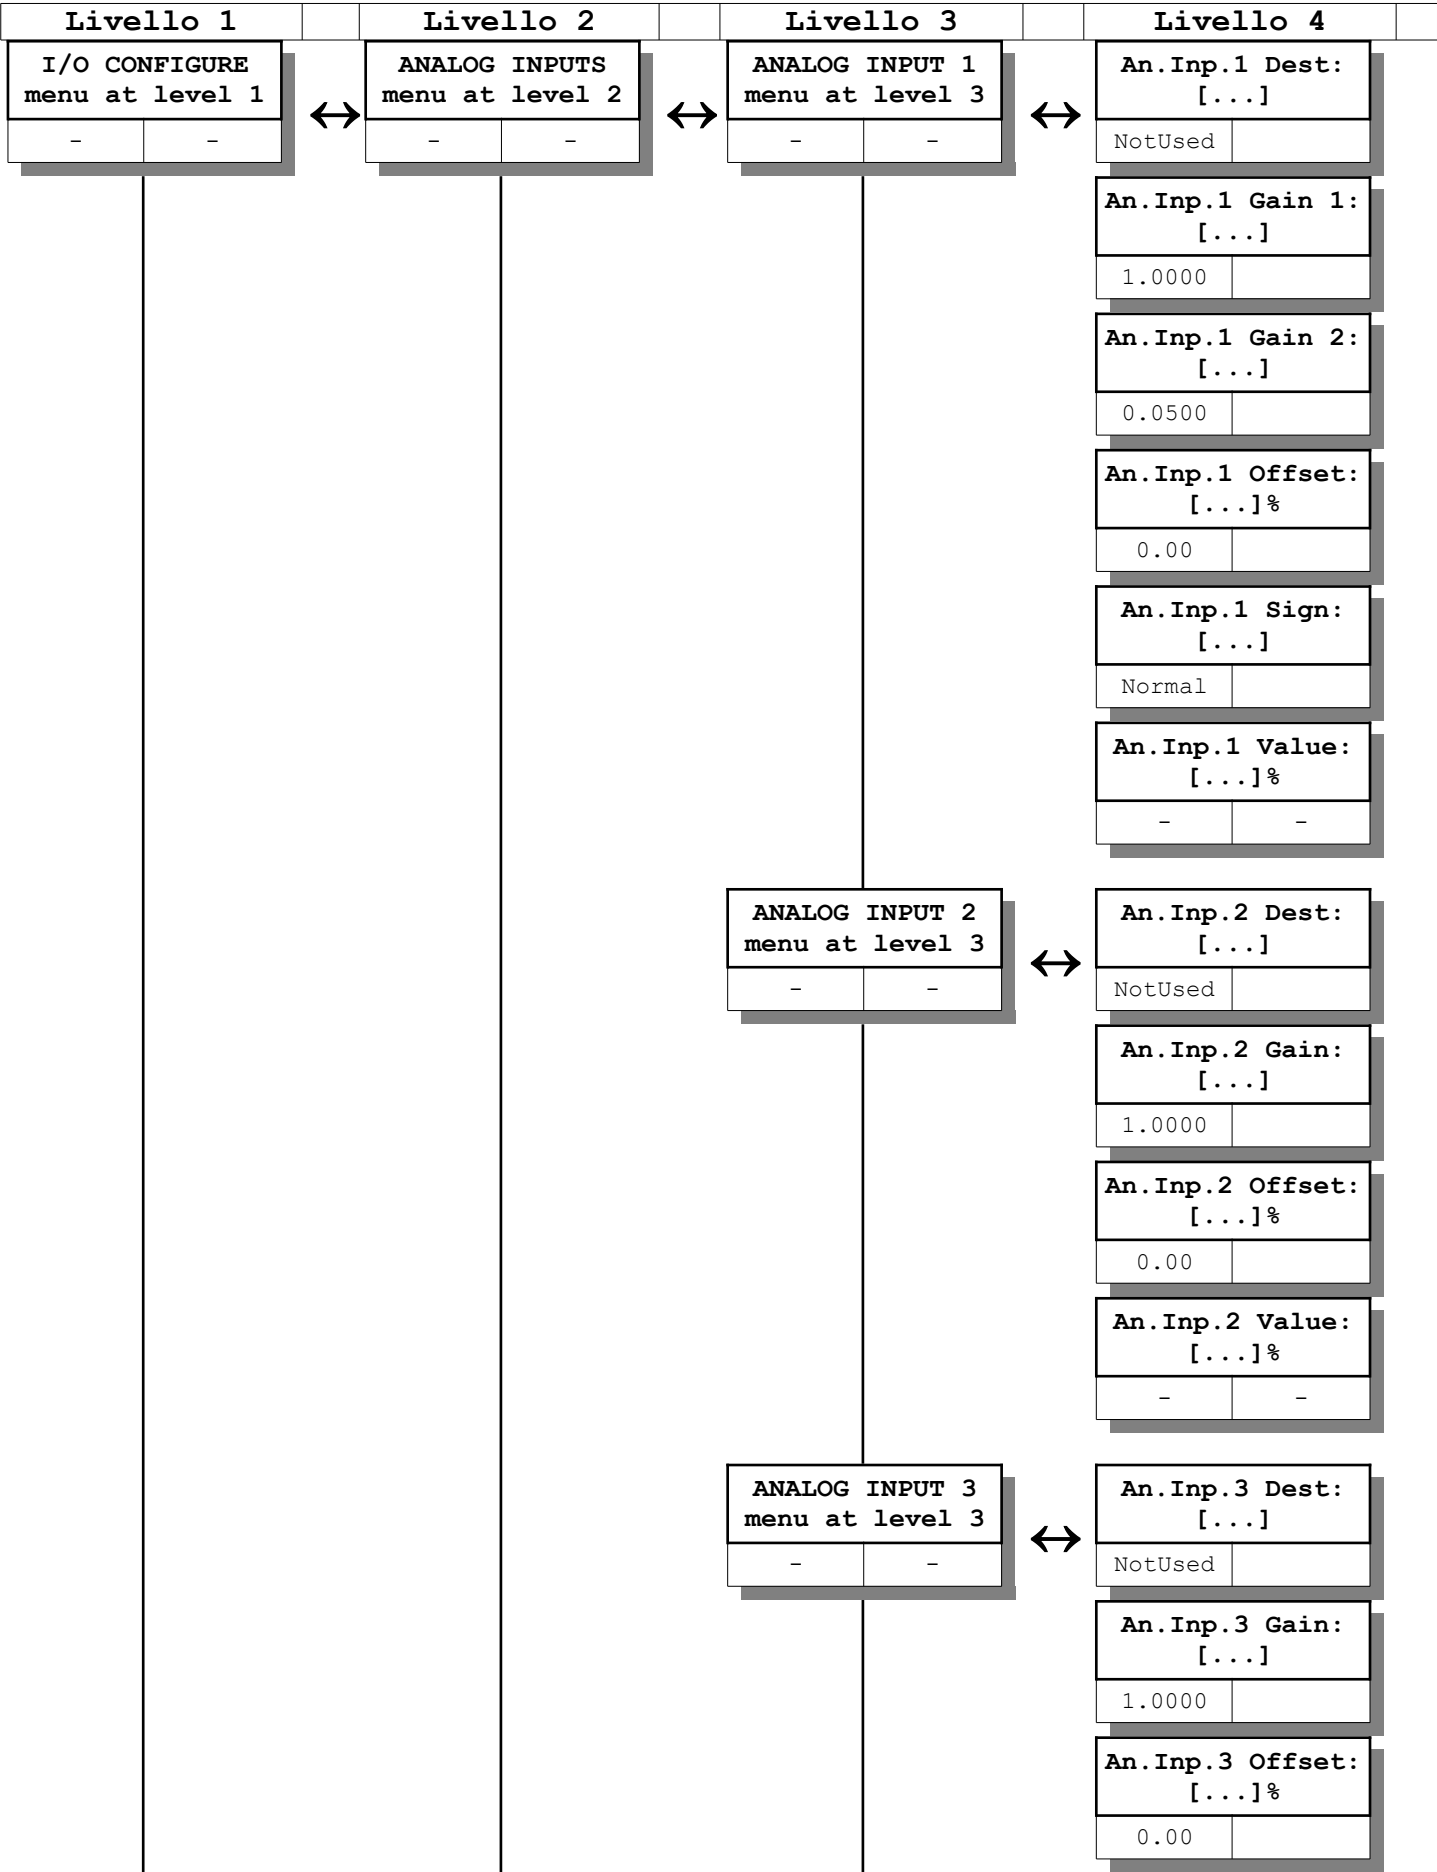 Livello 1 Livello 2 Livello 3 Livello 4
I/O CONFIGURE
menu at level 1
- -
ANALOG INPUTS
menu at level 2
- -
ANALOG INPUT 1
menu at level 3
- -
An.Inp.1 Dest:
[...]
NotUsed
An.Inp.1 Gain 1:
[...]
1.0000
An.Inp.1 Gain 2:
[...]
0.0500
An.Inp.1 Offset:
[...]%
0.00
An.Inp.1 Sign:
[...]
Normal
An.Inp.1 Value:
[...]%
- -
ANALOG INPUT 2
menu at level 3
- -
An.Inp.2 Dest:
[...]
NotUsed
An.Inp.2 Gain:
[...]
1.0000
An.Inp.2 Offset:
[...]%
0.00
An.Inp.2 Value:
[...]%
- -
ANALOG INPUT 3
menu at level 3
- -
An.Inp.3 Dest:
[...]
NotUsed
An.Inp.3 Gain:
[...]
1.0000
An.Inp.3 Offset:
[...]%
0.00